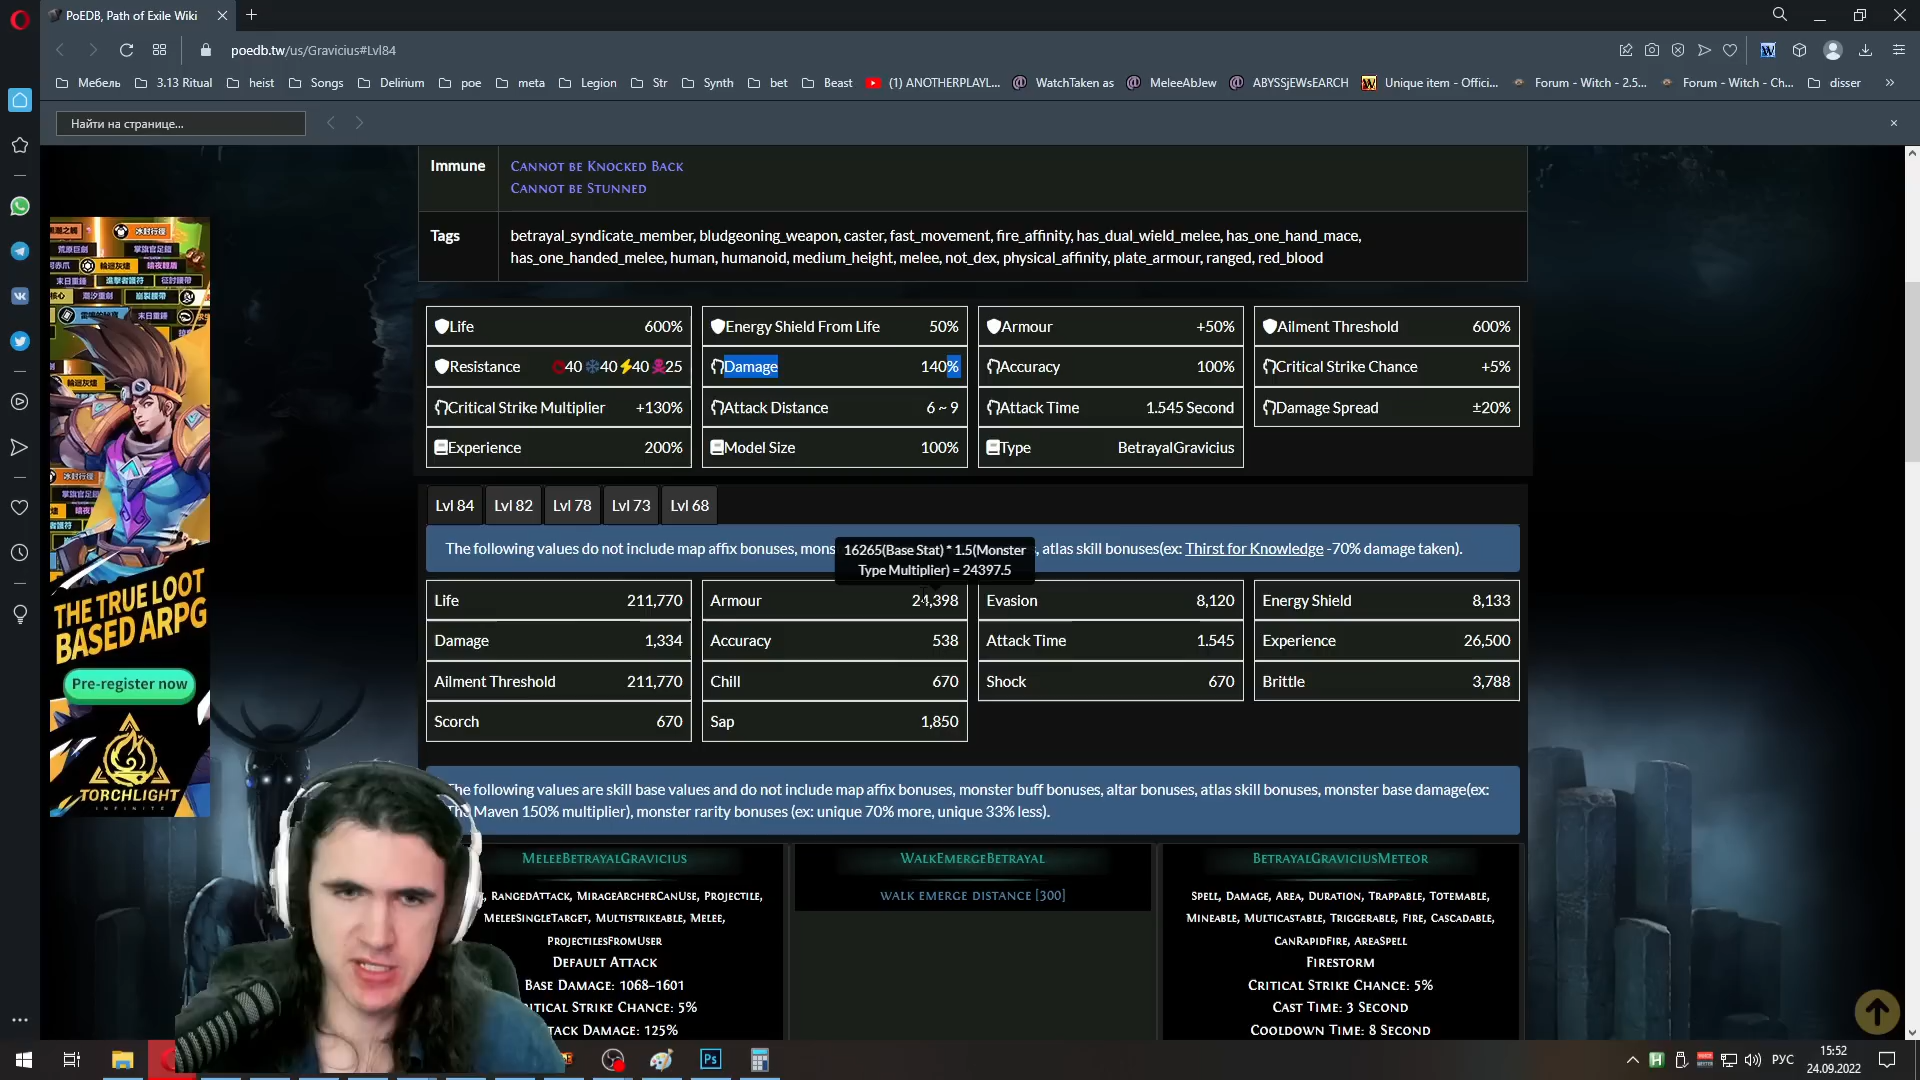 PoEDB, Path of Exile Wiki
poedb.tw/us/Gravicius#Lvl84
Мебель
3.13 Ritual
heist
Songs
Delirium
poe
meta
Legion
Str
Synth
bet
Beast
(1) ANOTHERPLAYL...
WatchTaken as
MeleeAbJew
ABYSSjEWsEARCH
Unique item - Offici...
Forum - Witch - 2.5...
Forum - Witch - Ch...
disser
Найти на странице...
Immune
Cannot be Knocked Back
Cannot be Stunned
Tags
betrayal_syndicate_member, bludgeoning_weapon, caster, fast_movement, fire_affinity, has_dual_wield_melee, has_one_hand_mace,
has_one_handed_melee, human, humanoid, medium_height, melee, not_dex, physical_affinity, plate_armour, ranged, red_blood
Life 600%
Energy Shield From Life 50%
Armour +50%
Ailment Threshold 600%
Resistance 40 40 40 25
Damage 140%
Accuracy 100%
Critical Strike Chance +5%
Critical Strike Multiplier +130%
Attack Distance 6 ~ 9
Attack Time 1.545 Second
Damage Spread ±20%
Experience 200%
Model Size 100%
Type BetrayalGravicius
Lvl 84
Lvl 82
Lvl 78
Lvl 73
Lvl 68
The following values do not include map affix bonuses, mons
atlas skill bonuses(ex: Thirst for Knowledge -70% damage taken).
16265(Base Stat) * 1.5(Monster
Type Multiplier) = 24397.5
Life 211,770
Armour 24,398
Evasion 8,120
Energy Shield 8,133
Damage 1,334
Accuracy 538
Attack Time 1.545
Experience 26,500
Ailment Threshold 211,770
Chill 670
Shock 670
Brittle 3,788
Scorch 670
Sap 1,850
The following values are skill base values and do not include map affix bonuses, monster buff bonuses, altar bonuses, atlas skill bonuses, monster base damage(ex:
The Maven 150% multiplier), monster rarity bonuses (ex: unique 70% more, unique 33% less).
MeleeBetrayalGravicius
, RangedAttack, MirageArcherCanUse, Projectile,
MeleeSingleTarget, Multistrikeable, Melee,
ProjectilesFromUser
Default Attack
Base Damage: 1068–1601
itical Strike Chance: 5%
tack Damage: 125%
WalkEmergeBetrayal
walk emerge distance [300]
BetrayalGraviciusMeteor
Spell, Damage, Area, Duration, Trappable, Totemable,
Mineable, Multicastable, Triggerable, Fire, Cascadable,
CanRapidFire, AreaSpell
Firestorm
Critical Strike Chance: 5%
Cast Time: 3 Second
Cooldown Time: 8 Second
THE TRUE LOOT
BASED ARPG
Pre-register now
TORCHLIGHT
INFINITE
Ps
РУС
15:52
24.09.2022